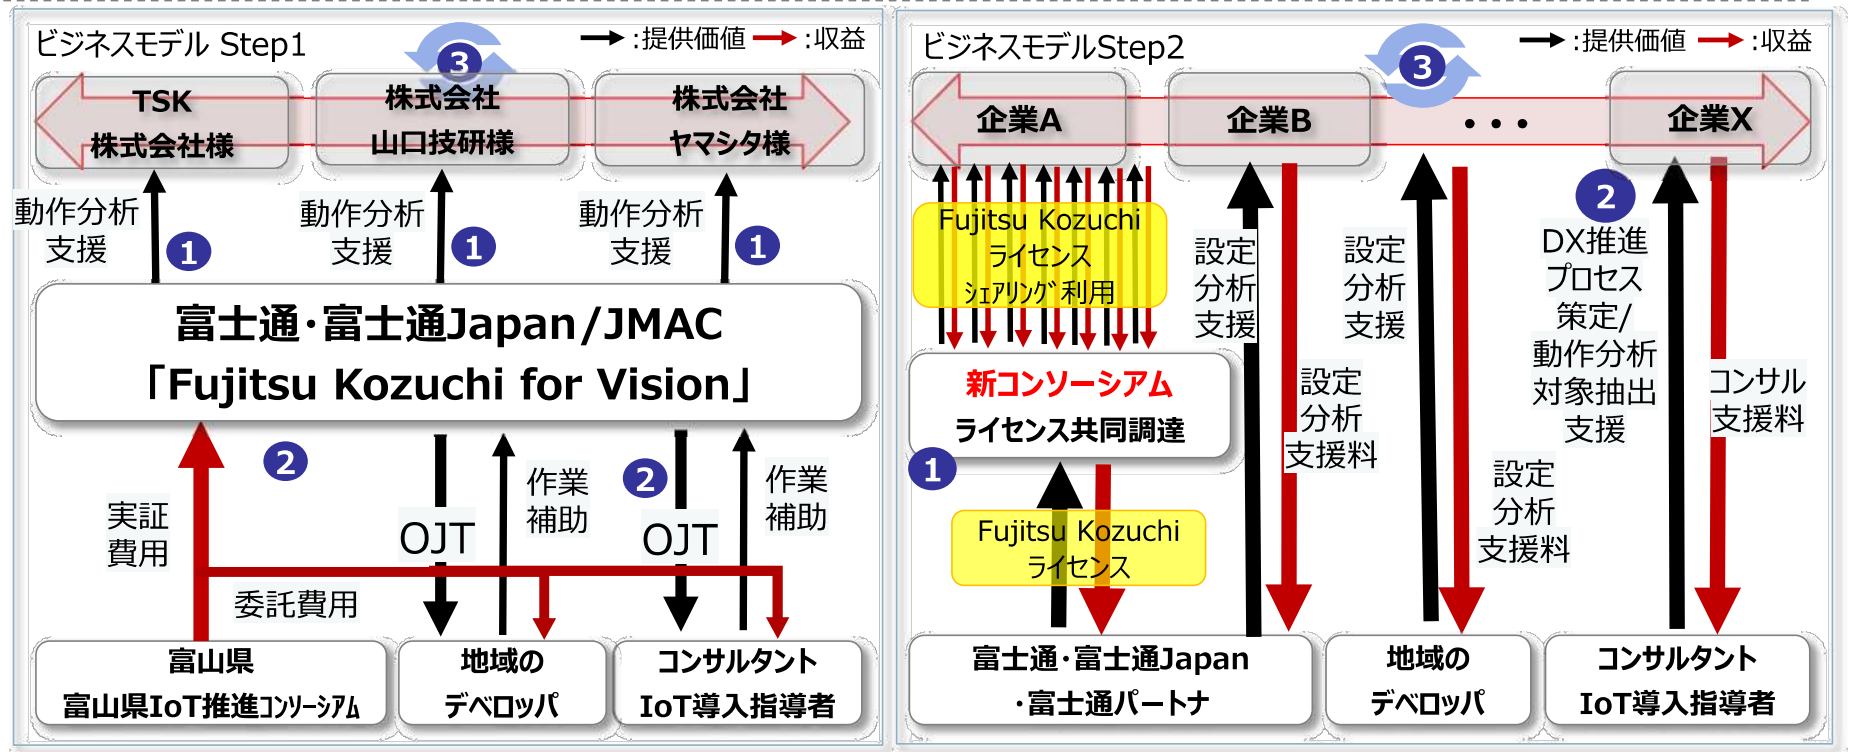 ビジネスモデル Step1
:提供価値
:収益
3
TSK
株式会社様
株式会社
山口技研様
株式会社
ヤマシタ様
動作分析
支援
1
動作分析
支援
1
動作分析
支援
1
富士通・富士通Japan/JMAC
「Fujitsu Kozuchi for Vision」
2
実証
費用
委託費用
OJT
作業
補助
2
OJT
作業
補助
富山県
富山県IoT推進ｺﾝｿｰｼｱﾑ
地域の
デベロッパ
コンサルタント
IoT導入指導者
ビジネスモデルStep2
:提供価値
:収益
3
企業A
企業B
・・・
企業X
Fujitsu Kozuchi
ライセンス
ｼｪｱﾘﾝｸﾞ利用
新コンソーシアム
ライセンス共同調達
1
Fujitsu Kozuchi
ライセンス
設定
分析
支援
設定
分析
支援料
設定
分析
支援
設定
分析
支援料
2
DX推進
プロセス
策定/
動作分析
対象抽出
支援
コンサル
支援料
富士通・富士通Japan
・富士通パートナ
地域の
デベロッパ
コンサルタント
IoT導入指導者